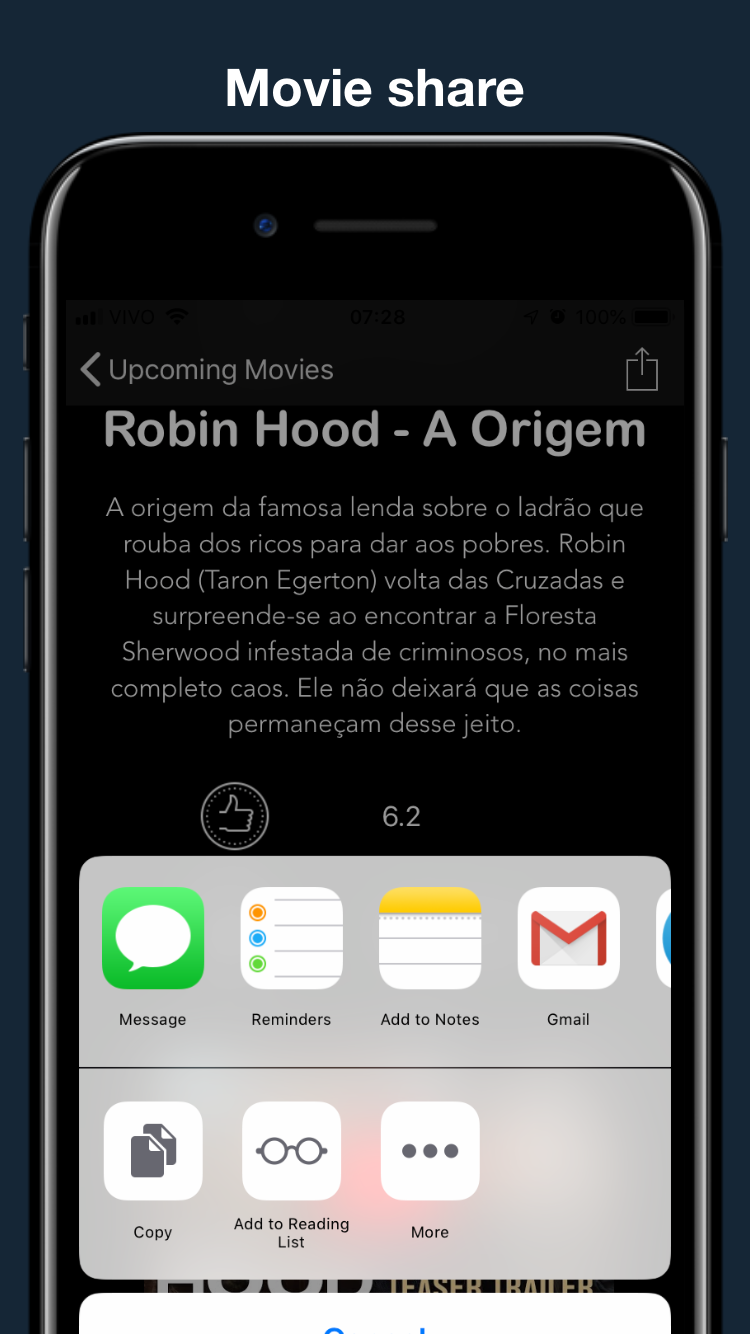 Movie share
VIVO
07:28
100%
Upcoming Movies
Robin Hood - A Origem
A origem da famosa lenda sobre o ladrão que
rouba dos ricos para dar aos pobres. Robin
Hood (Taron Egerton) volta das Cruzadas e
surpreende-se ao encontrar a Floresta
Sherwood infestada de criminosos, no mais
completo caos. Ele não deixará que as coisas
permaneçam desse jeito.
6.2
Message
Reminders
Add to Notes
Gmail
Copy
Add to Reading
List
More
HOOD
TEASER TRAILER